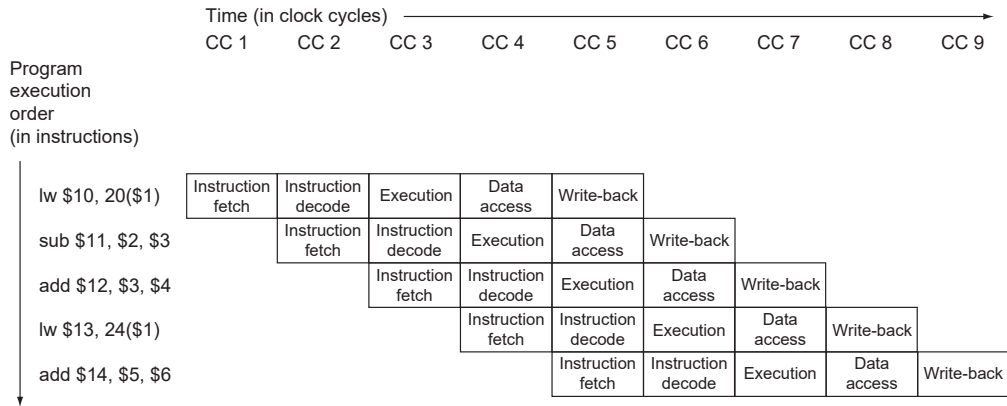 Time (in clock cycles)
CC 1 CC 2 CC 3 CC 4 CC 5 CC 6 CC 7 CC 8 CC 9
Program
execution
order
(in instructions)
lw $10, 20($1) Instruction fetch Instruction decode Execution Data access Write-back
sub $11, $2, $3 Instruction fetch Instruction decode Execution Data access Write-back
add $12, $3, $4 Instruction fetch Instruction decode Execution Data access Write-back
lw $13, 24($1) Instruction fetch Instruction decode Execution Data access Write-back
add $14, $5, $6 Instruction fetch Instruction decode Execution Data access Write-back